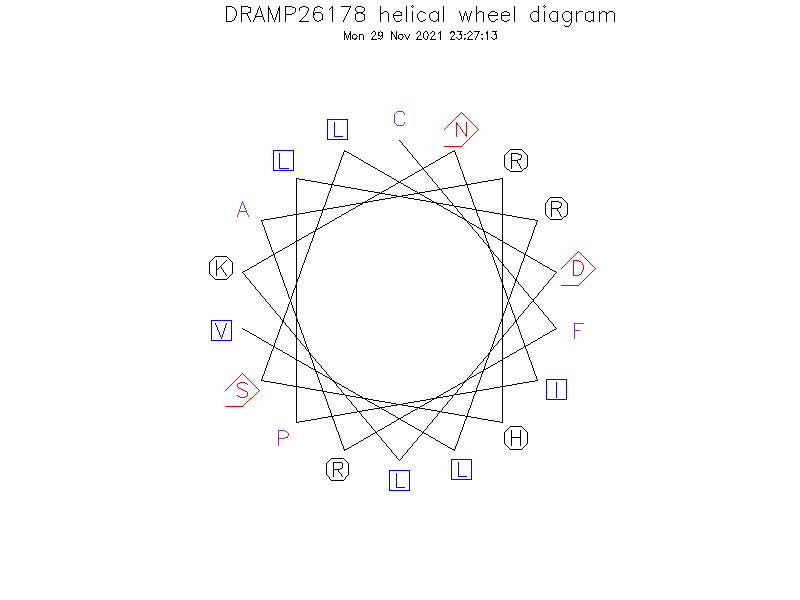 DRAMP26178 helical wheel diagram
Mon 29 Nov 2021 23:27:13
C
L
N
L
R
A
R
K
D
V
F
S
I
P
H
R
L
L